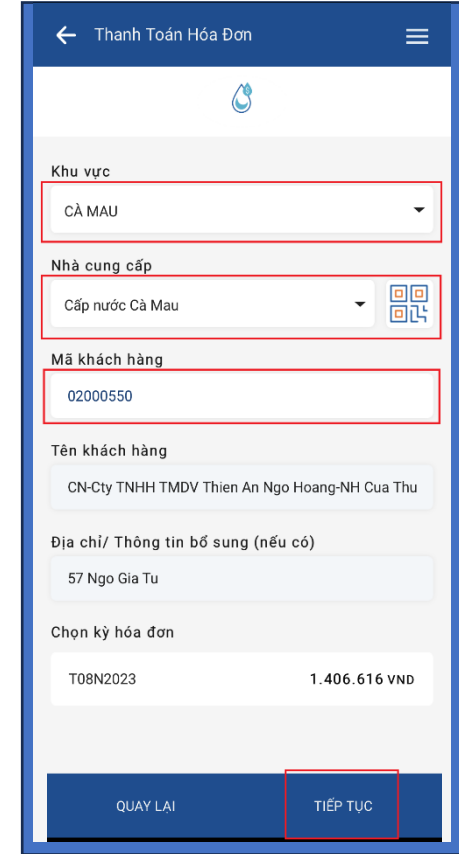 Thanh Toán Hóa Đơn
Khu vực
CÀ MAU
Nhà cung cấp
Cấp nước Cà Mau
Mã khách hàng
02000550
Tên khách hàng
CN-Cty TNHH TMDV Thien An Ngo Hoang-NH Cua Thu
Địa chỉ/ Thông tin bổ sung (nếu có)
57 Ngo Gia Tu
Chọn kỳ hóa đơn
T08N2023 1.406.616 VND
QUAY LẠI TIẾP TỤC